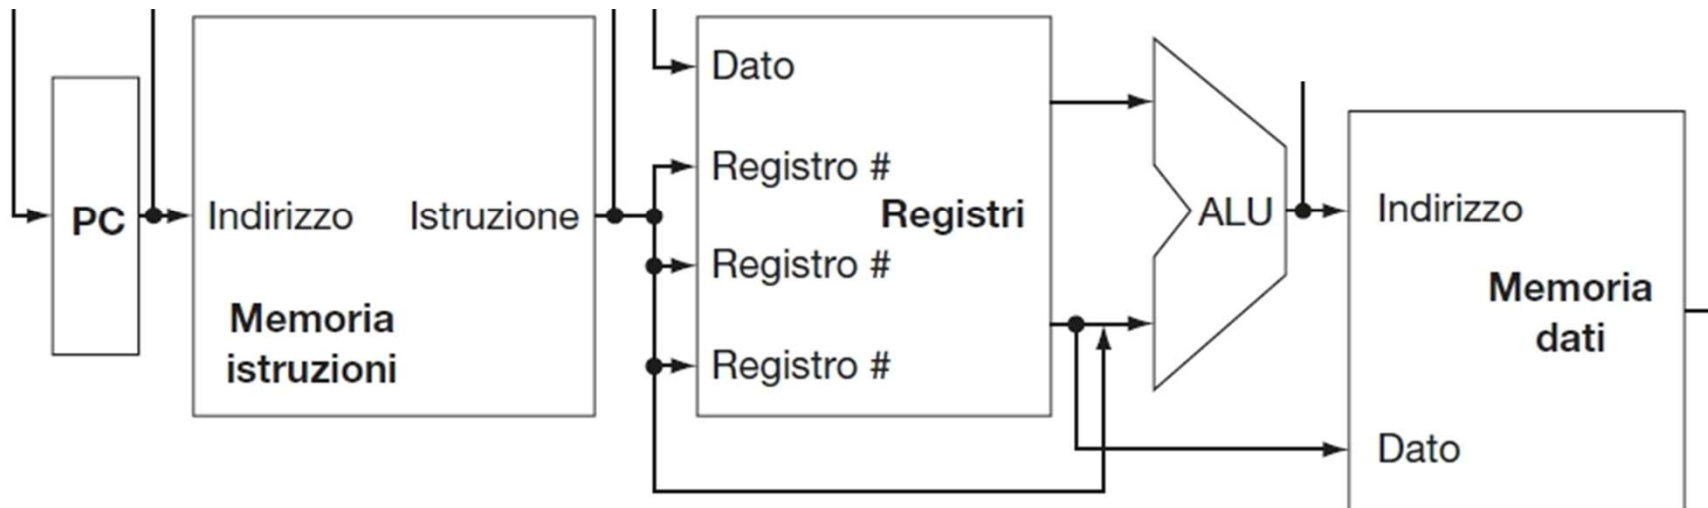 PC
Indirizzo
Istruzione
Memoria
istruzioni
Dato
Registro #
Registri
Registro #
Registro #
ALU
Indirizzo
Memoria
dati
Dato